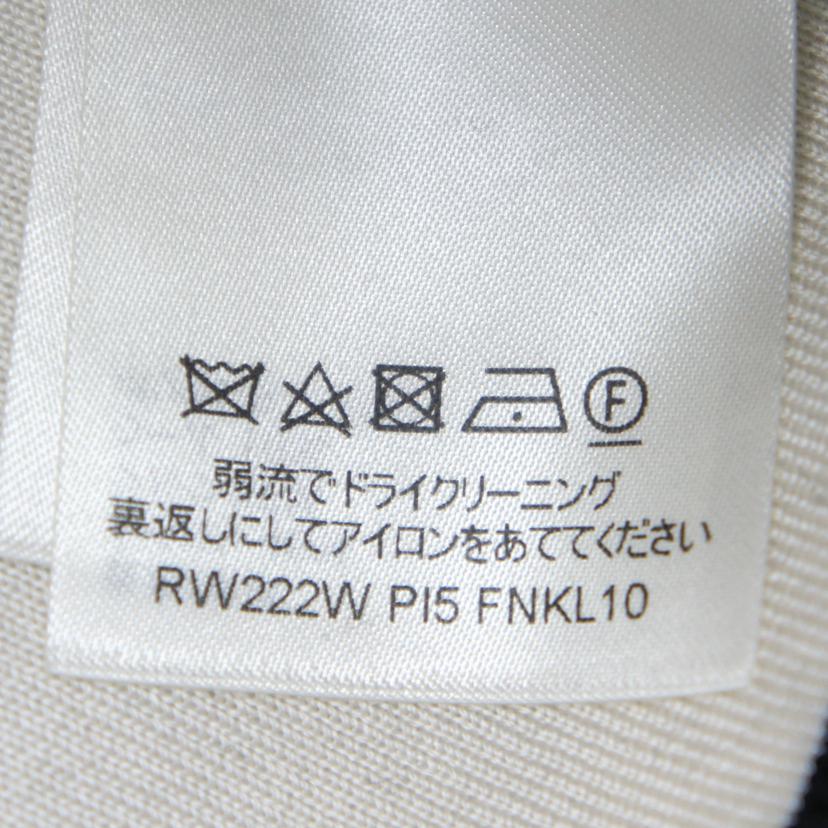 F
弱流でドライクリーニング
裏返しにしてアイロンをあててください
RW222W PI5 FNKL10